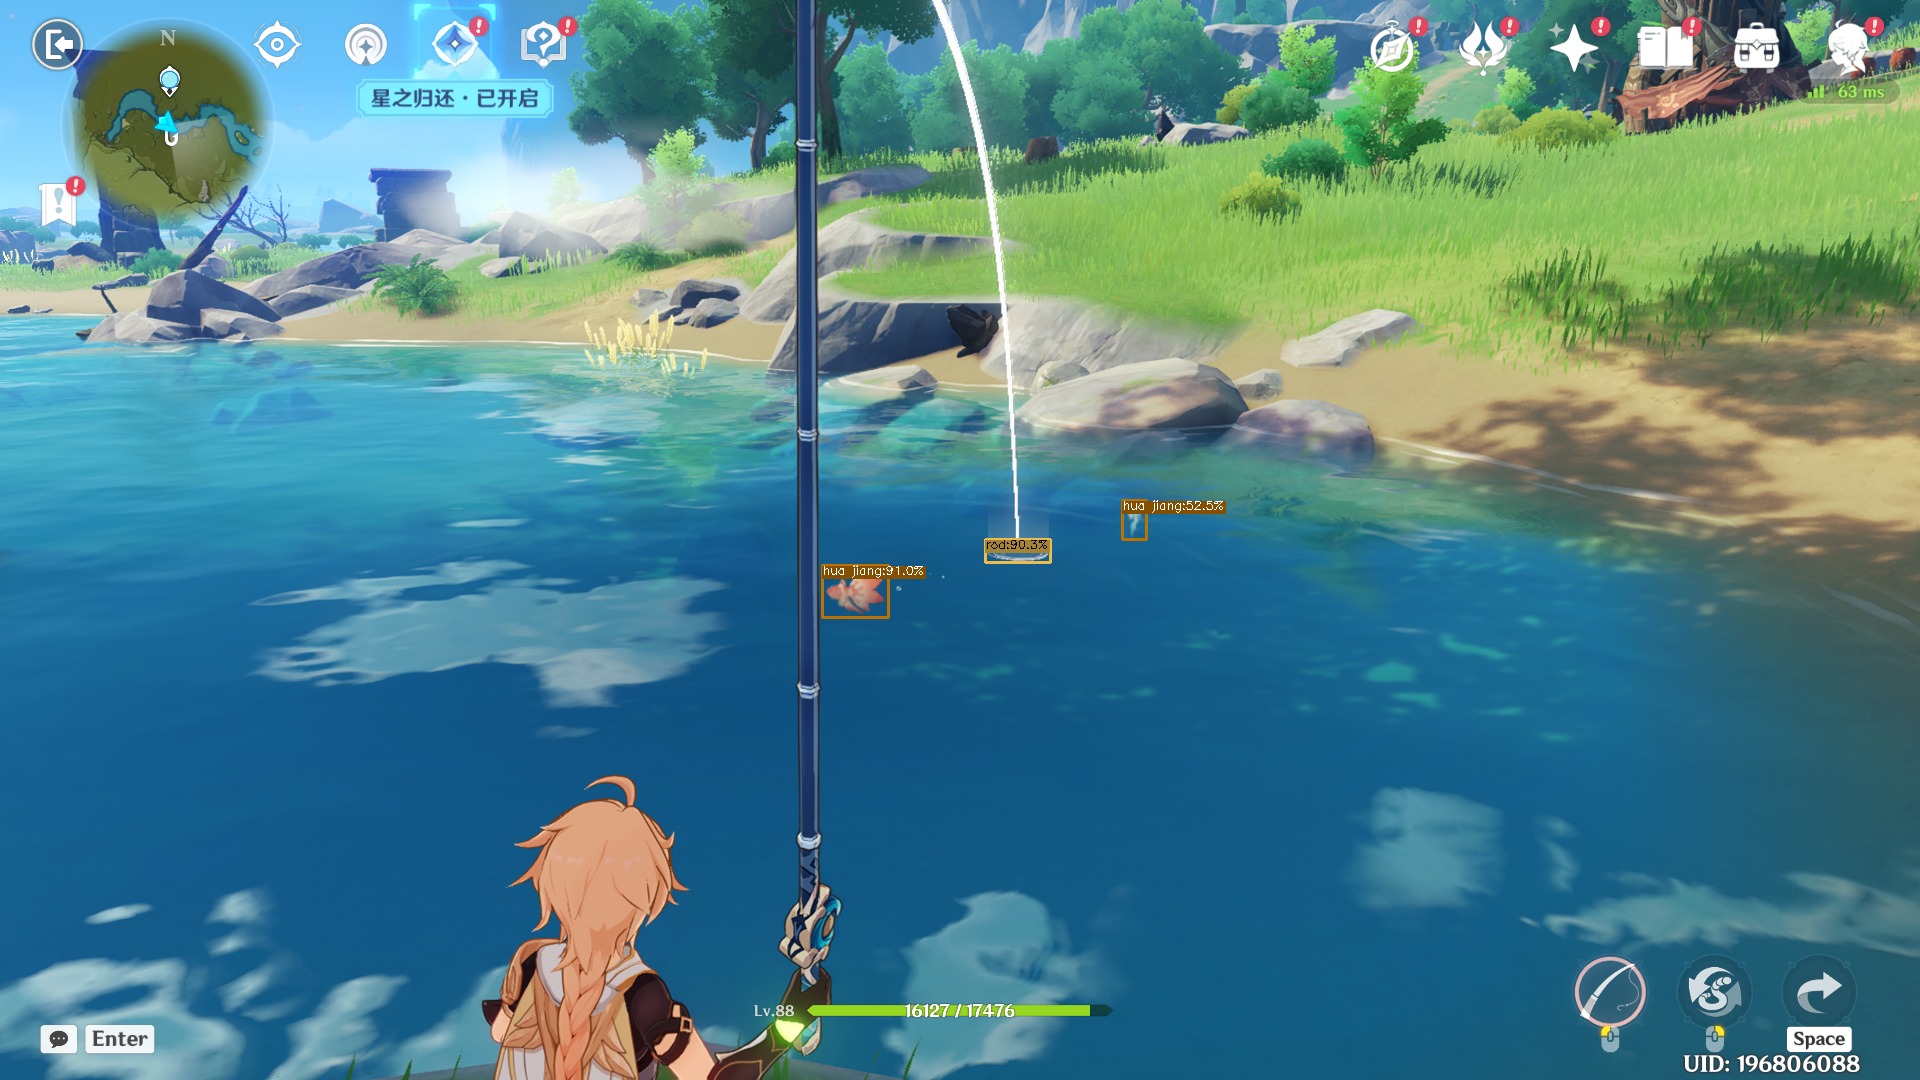 N
星之归还·已开启
63 ms
hua jiang:52.5%
rod:90.3%
hua jiang:91.0%
Lv.88
16127 / 17476
Enter
Space
UID: 196806088